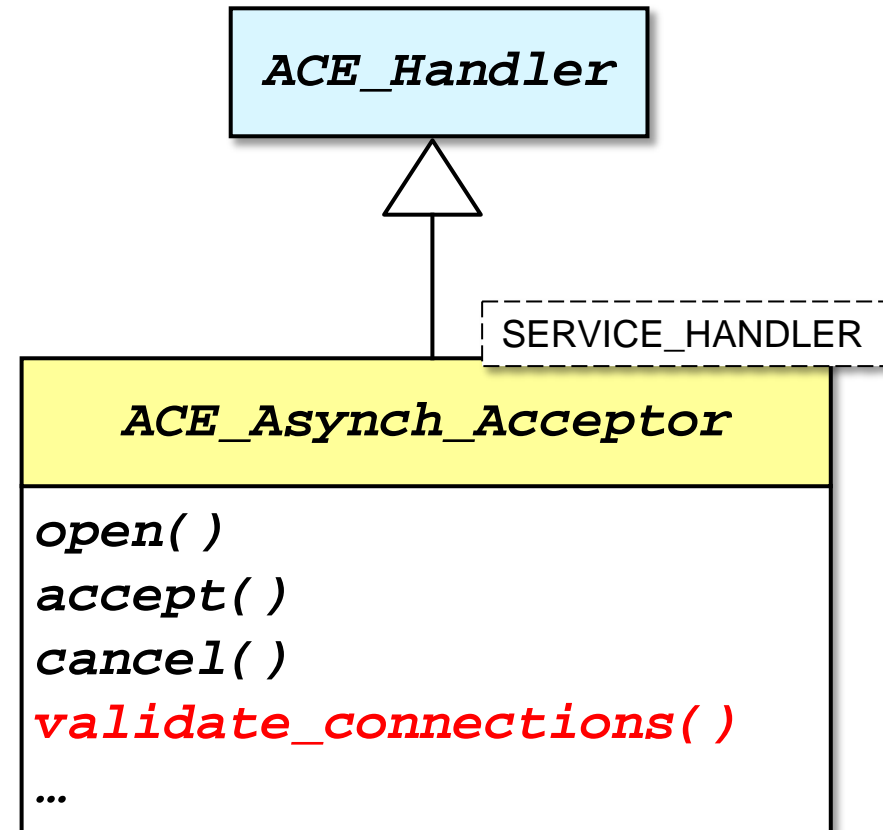 ACE_Handler
SERVICE_HANDLER
ACE_Asynch_Acceptor
open()
accept()
cancel()
validate_connections()
…